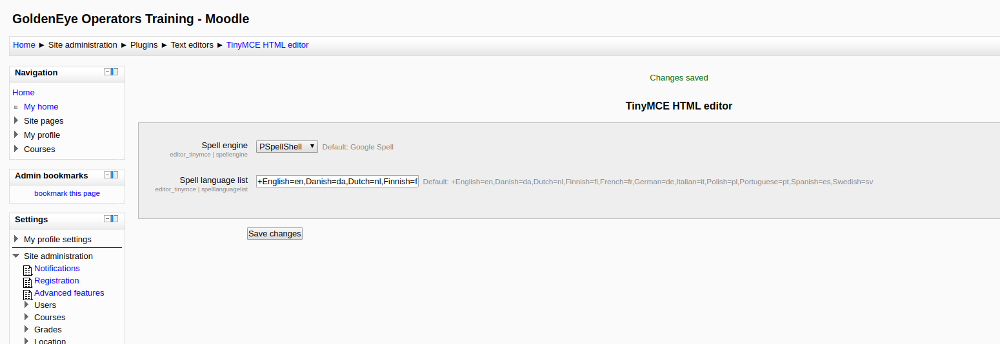 GoldenEye Operators Training - Moodle
Home ► Site administration ► Plugins ► Text editors ► TinyMCE HTML editor
Navigation
Home
My home
Site pages
My profile
Courses
Admin bookmarks
bookmark this page
Settings
My profile settings
Site administration
Notifications
Registration
Advanced features
Users
Courses
Grades
Location
Changes saved
TinyMCE HTML editor
Spell engine PSpellShell Default: Google Spell
editor_tinymce | spellengine
Spell language list +English=en,Danish=da,Dutch=nl,Finnish=f Default: +English=en,Danish=da,Dutch=nl,Finnish=fi,French=fr,German=de,Italian=it,Polish=pl,Portuguese=pt,Spanish=es,Swedish=sv
editor_tinymce | spelllanguagelist
Save changes